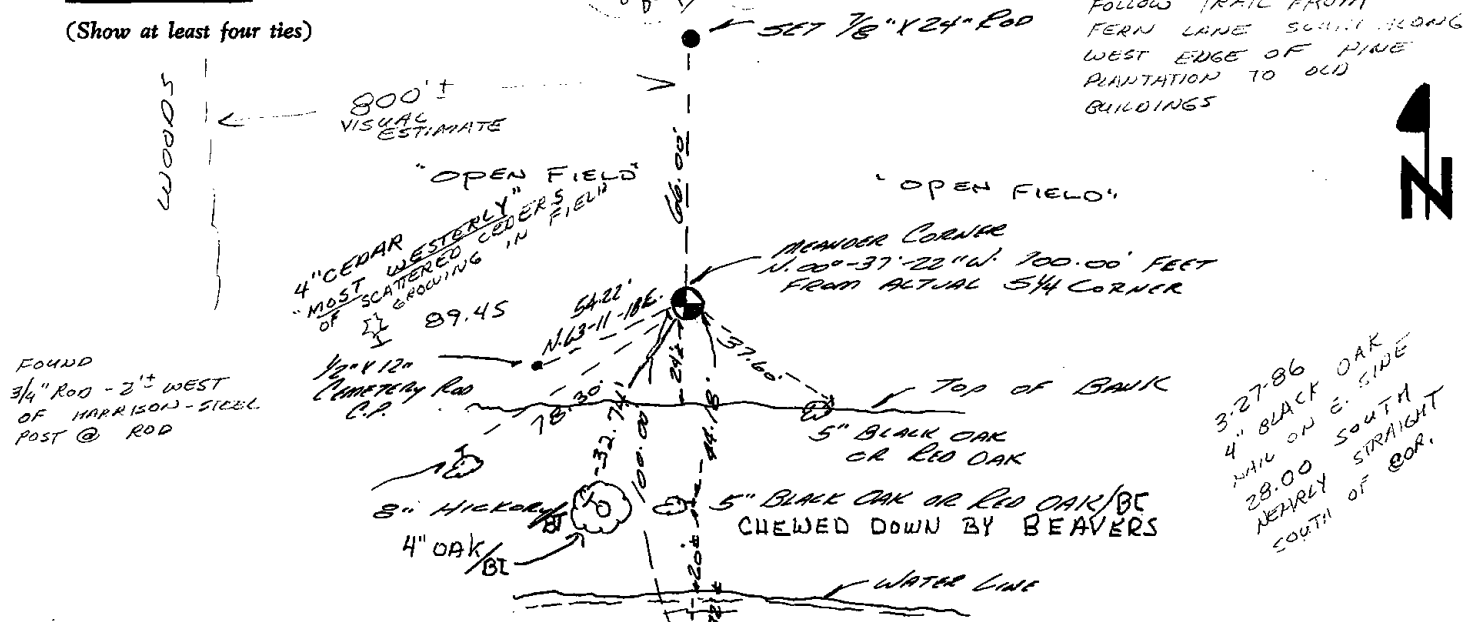 (Show at least four ties)
SET 7/8" X 24" ROD
FOLLOW TRAIL FROM
FERN LANE SOUTH ALONG
WEST EDGE OF PINE
PLANTATION TO OLD
BUILDINGS
WOODS
800'±
VISUAL
ESTIMATE
66.00'
"OPEN FIELD"
"OPEN FIELD"
N
4" CEDAR
"MOST WESTERLY"
OF SCATTERED CEDERS
GROWING IN FIELD
89.45
MEANDER CORNER
N.00°-37'-22"W. 700.00' FEET
FROM ACTUAL S1/4 CORNER
54.22'
N.63-11-18E.
1/2" X 12"
CEMETERY ROD
C.P.
FOUND
3/4" ROD - 2'± WEST
OF HARRISON-STEEL
POST @ ROD
78.30'
32.74'
100.00
24'±
44.18'
37.60'
TOP OF BANK
5" BLACK OAK
OR RED OAK
3-27-86
4" BLACK OAK
NAIL ON E. SIDE
28.00 SOUTH
NEARLY STRAIGHT
SOUTH OF COR.
8" HICKORY/BT
4" OAK/BT
5" BLACK OAK OR RED OAK/BT
CHEWED DOWN BY BEAVERS
20'±
WATER LINE